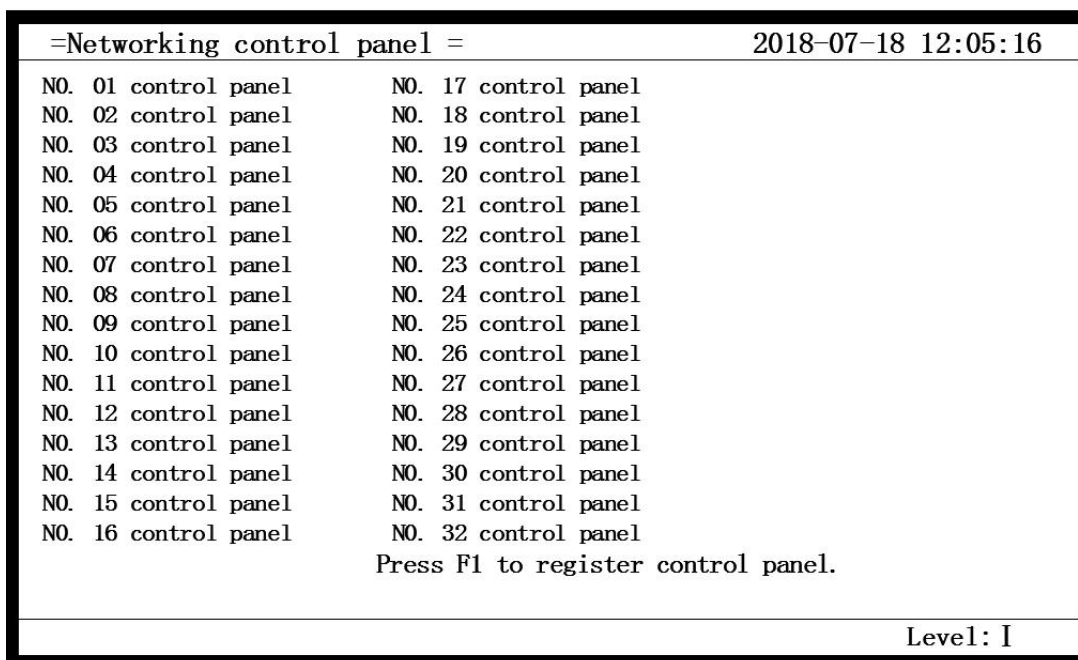 =Networking control panel = 2018-07-18 12:05:16
NO. 01 control panel NO. 17 control panel
NO. 02 control panel NO. 18 control panel
NO. 03 control panel NO. 19 control panel
NO. 04 control panel NO. 20 control panel
NO. 05 control panel NO. 21 control panel
NO. 06 control panel NO. 22 control panel
NO. 07 control panel NO. 23 control panel
NO. 08 control panel NO. 24 control panel
NO. 09 control panel NO. 25 control panel
NO. 10 control panel NO. 26 control panel
NO. 11 control panel NO. 27 control panel
NO. 12 control panel NO. 28 control panel
NO. 13 control panel NO. 29 control panel
NO. 14 control panel NO. 30 control panel
NO. 15 control panel NO. 31 control panel
NO. 16 control panel NO. 32 control panel
Press F1 to register control panel.
Level: I